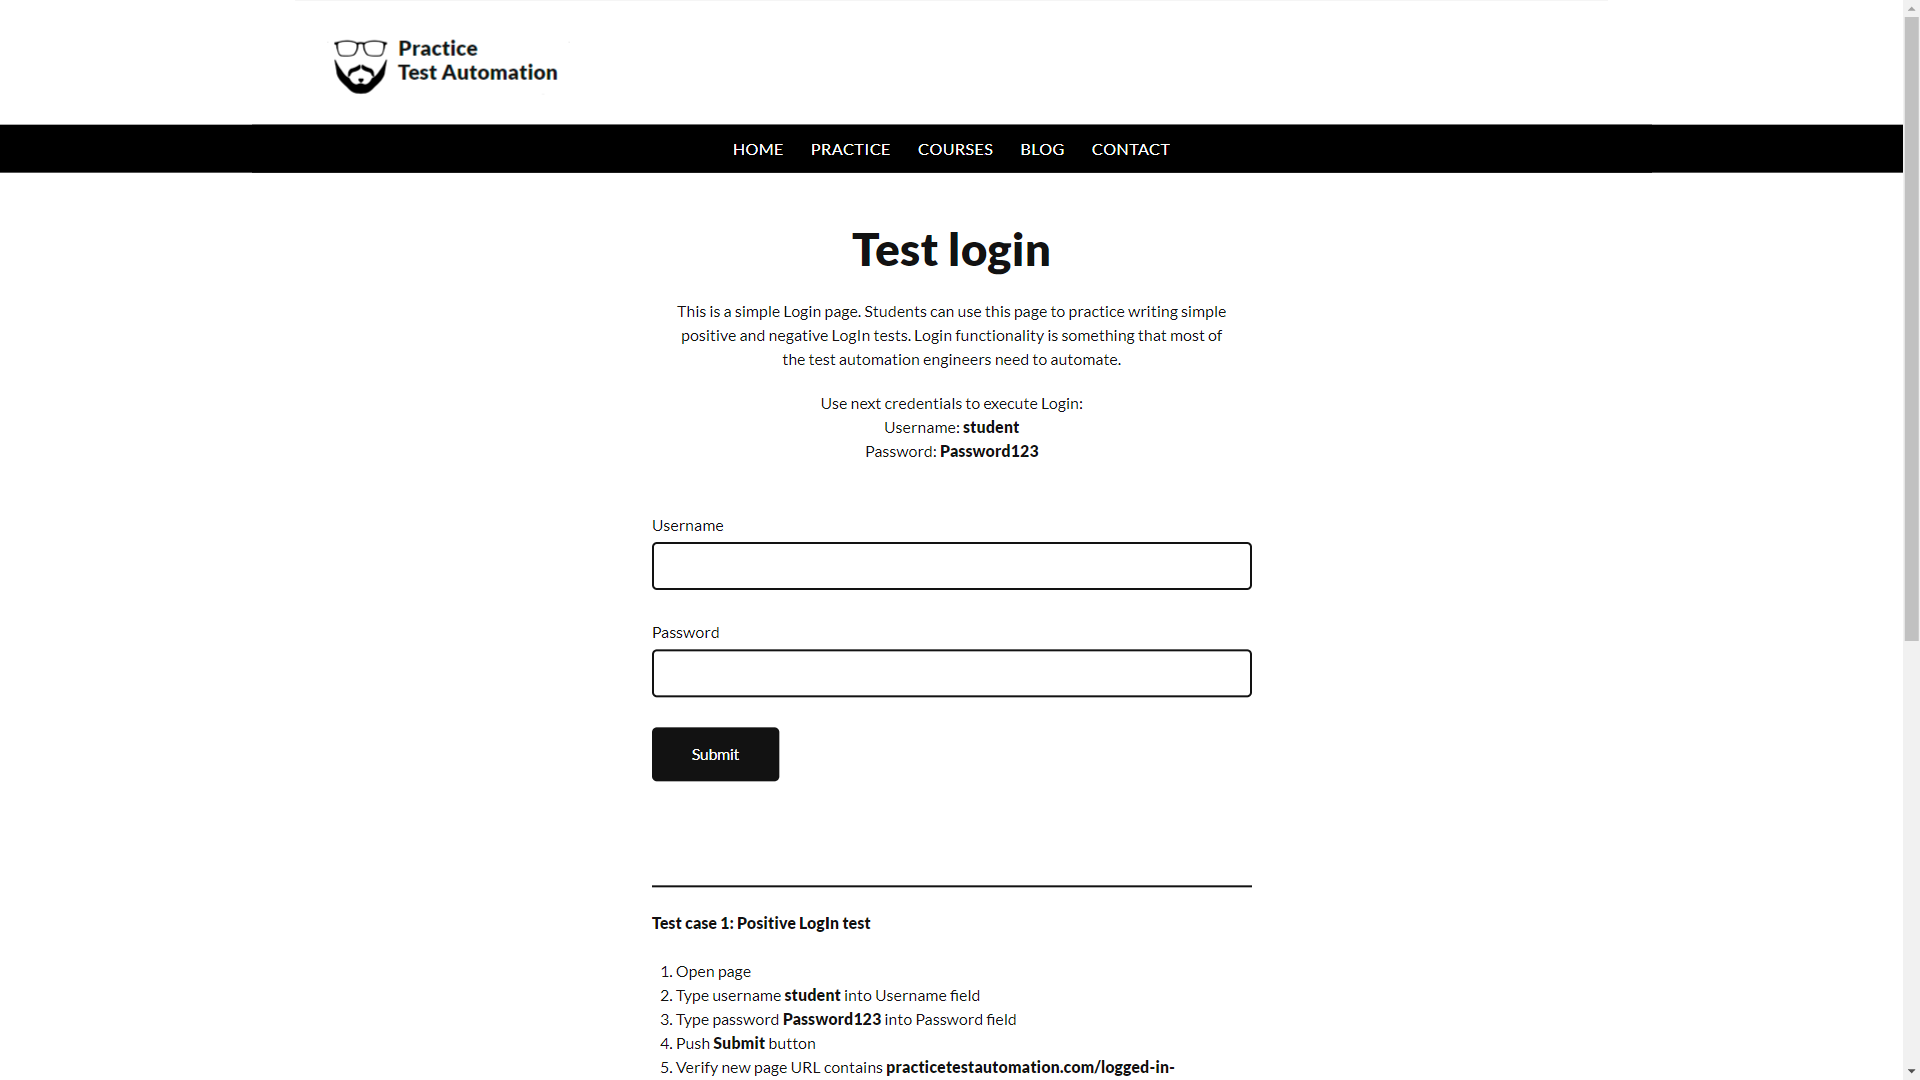 Practice
Test Automation
HOME PRACTICE COURSES BLOG CONTACT
Test login
This is a simple Login page. Students can use this page to practice writing simple
positive and negative LogIn tests. Login functionality is something that most of
the test automation engineers need to automate.
Use next credentials to execute Login:
Username: student
Password: Password123
Username
Password
Submit
Test case 1: Positive LogIn test
1. Open page
2. Type username student into Username field
3. Type password Password123 into Password field
4. Push Submit button
5. Verify new page URL contains practicetestautomation.com/logged-in-